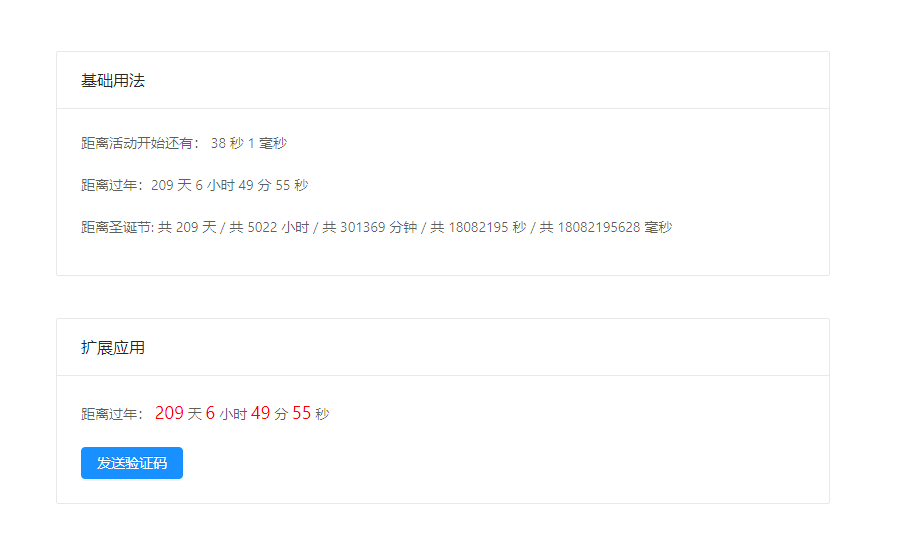 基础用法
距离活动开始还有： 38 秒 1 毫秒
距离过年：209 天 6 小时 49 分 55 秒
距离圣诞节: 共 209 天 / 共 5022 小时 / 共 301369 分钟 / 共 18082195 秒 / 共 18082195628 毫秒
扩展应用
距离过年： 209 天 6 小时 49 分 55 秒
发送验证码